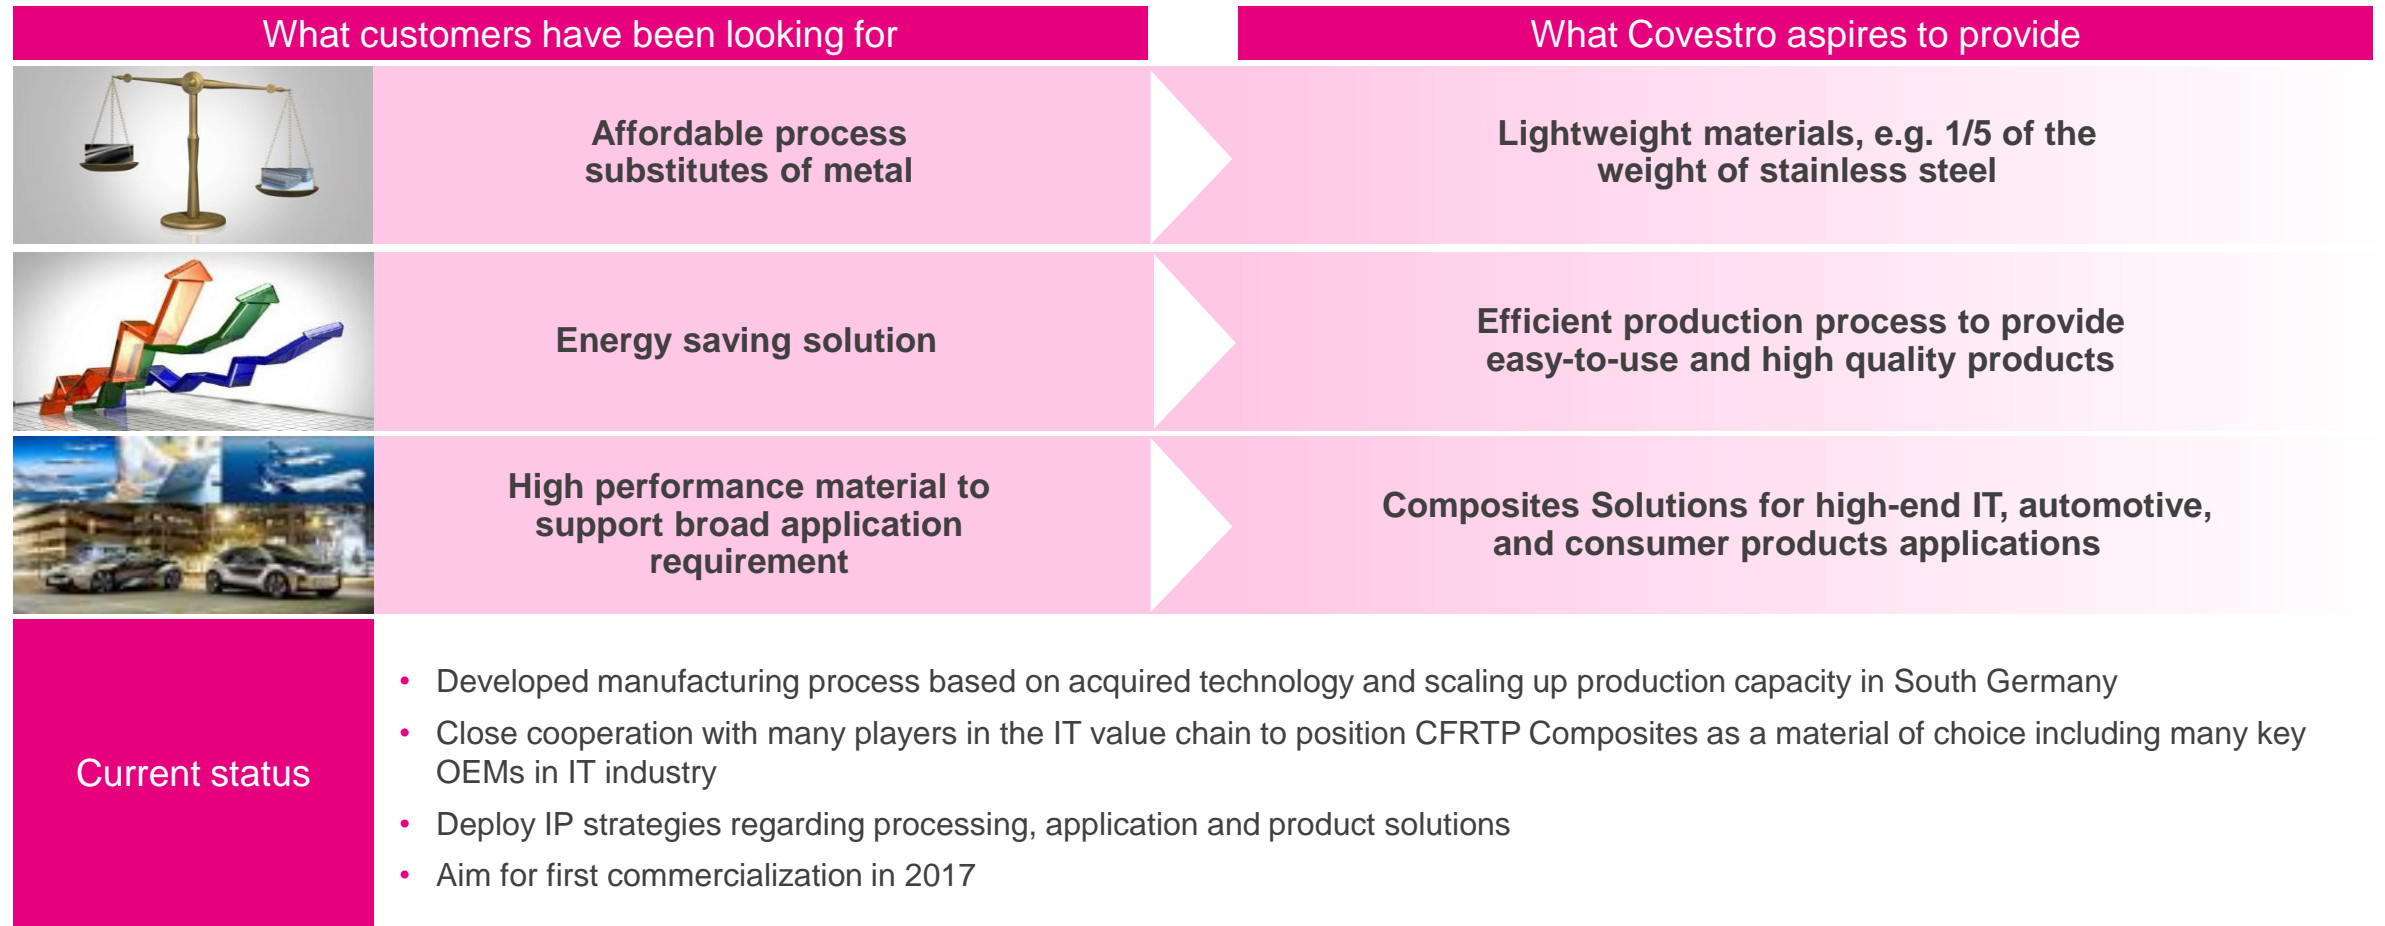 What customers have been looking for
What Covestro aspires to provide
Affordable process
substitutes of metal
Lightweight materials, e.g. 1/5 of the
weight of stainless steel
Energy saving solution
Efficient production process to provide
easy-to-use and high quality products
High performance material to
support broad application
requirement
Composites Solutions for high-end IT, automotive,
and consumer products applications
Current status
• Developed manufacturing process based on acquired technology and scaling up production capacity in South Germany
• Close cooperation with many players in the IT value chain to position CFRTP Composites as a material of choice including many key
OEMs in IT industry
• Deploy IP strategies regarding processing, application and product solutions
• Aim for first commercialization in 2017